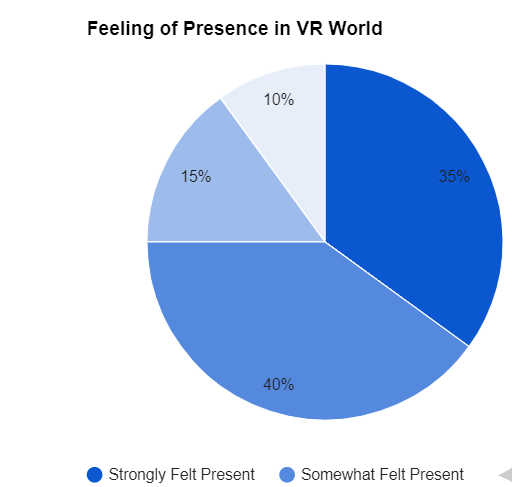 Feeling of Presence in VR World
10%
15%
35%
40%
Strongly Felt Present
Somewhat Felt Present